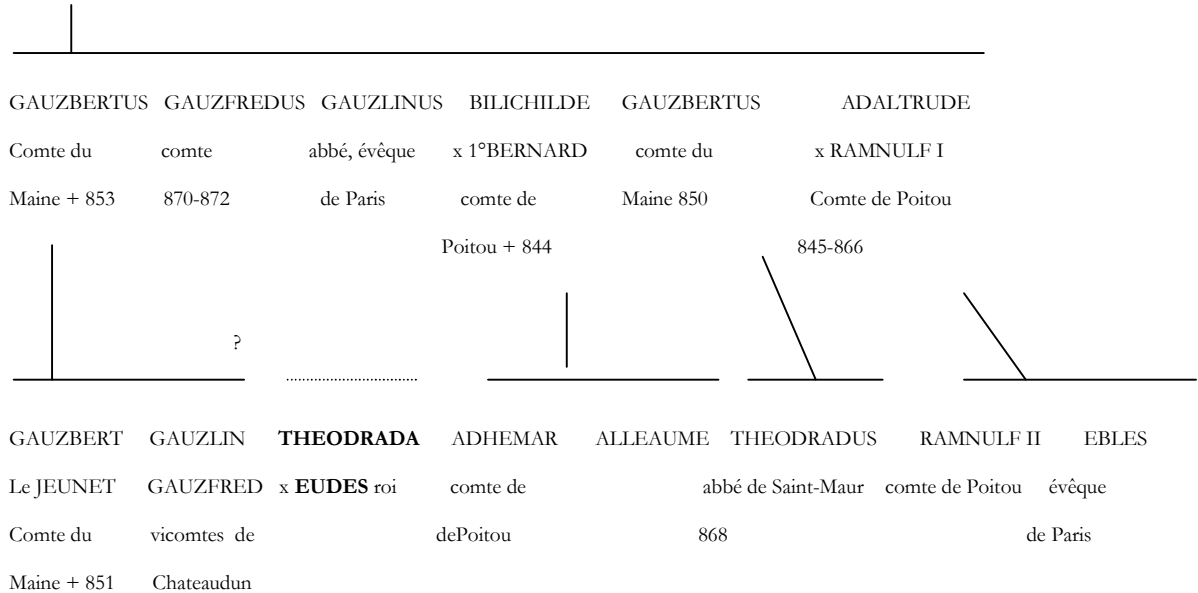 GAUZBERTUS GAUZFREDUS GAUZLINUS BILICHILDE GAUZBERTUS ADALTRUDE
Comte du comte abbé, évêque x 1°BERNARD comte du x RAMNULF I
Maine + 853 870-872 de Paris comte de Maine 850 Comte de Poitou
Poitou + 844 845-866
?
GAUZBERT GAUZLIN THEODRADA ADHEMAR ALLEAUME THEODRADUS RAMNULF II EBLES
Le JEUNET GAUZFRED x EUDES roi comte de abbé de Saint-Maur comte de Poitou évêque
Comte du vicomtes de dePoitou 868 de Paris
Maine + 851 Chateaudun